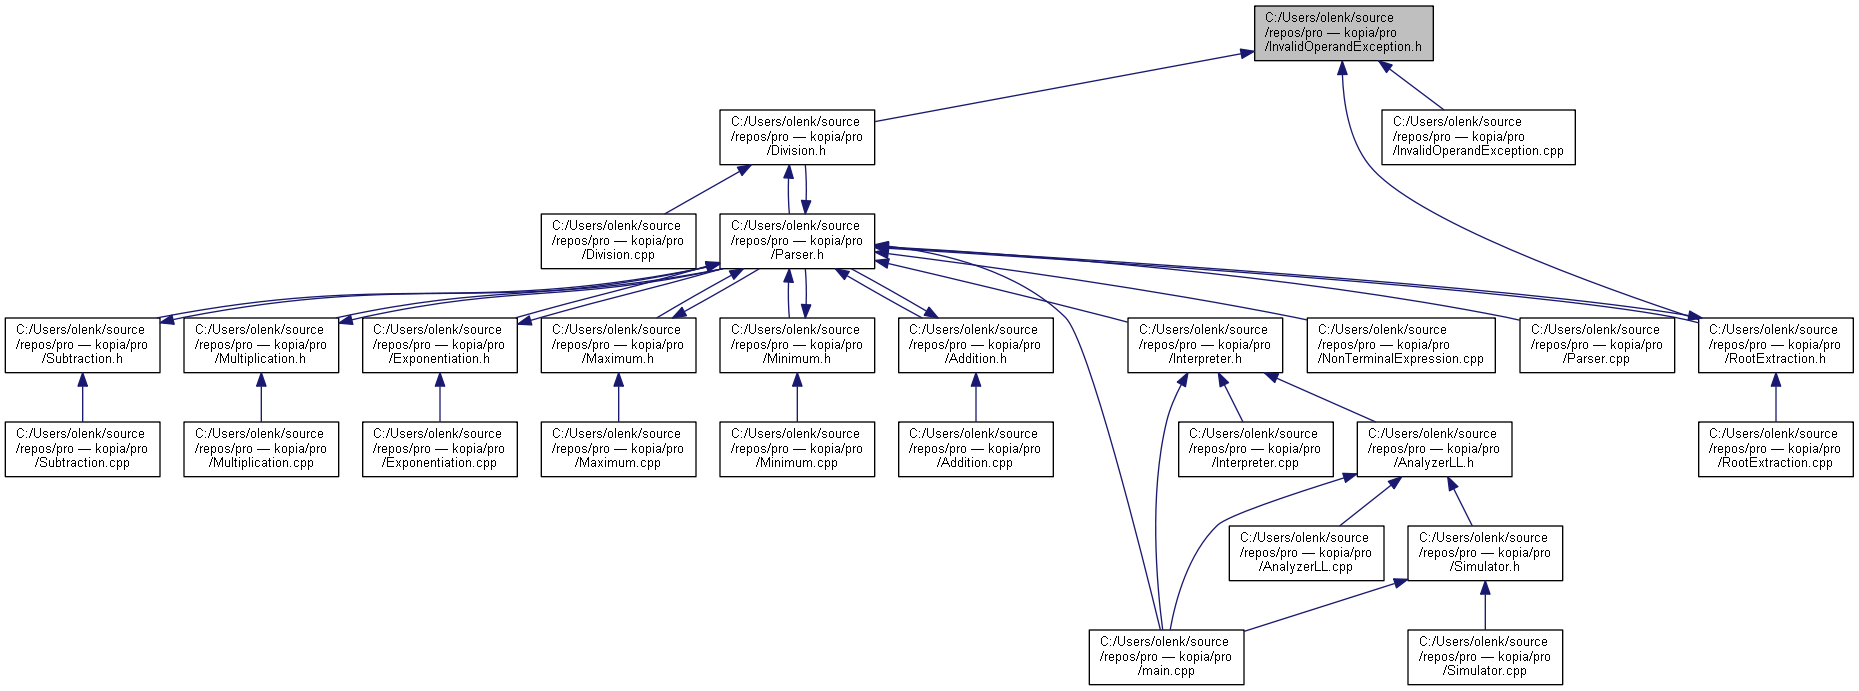 C:/Users/olenk/source
/repos/pro — kopia/pro
/InvalidOperandException.h
C:/Users/olenk/source
/repos/pro — kopia/pro
/Division.h
C:/Users/olenk/source
/repos/pro — kopia/pro
/InvalidOperandException.cpp
C:/Users/olenk/source
/repos/pro — kopia/pro
/Division.cpp
C:/Users/olenk/source
/repos/pro — kopia/pro
/Parser.h
C:/Users/olenk/source
/repos/pro — kopia/pro
/Subtraction.h
C:/Users/olenk/source
/repos/pro — kopia/pro
/Multiplication.h
C:/Users/olenk/source
/repos/pro — kopia/pro
/Exponentiation.h
C:/Users/olenk/source
/repos/pro — kopia/pro
/Maximum.h
C:/Users/olenk/source
/repos/pro — kopia/pro
/Minimum.h
C:/Users/olenk/source
/repos/pro — kopia/pro
/Addition.h
C:/Users/olenk/source
/repos/pro — kopia/pro
/Interpreter.h
C:/Users/olenk/source
/repos/pro — kopia/pro
/NonTerminalExpression.cpp
C:/Users/olenk/source
/repos/pro — kopia/pro
/Parser.cpp
C:/Users/olenk/source
/repos/pro — kopia/pro
/RootExtraction.h
C:/Users/olenk/source
/repos/pro — kopia/pro
/Subtraction.cpp
C:/Users/olenk/source
/repos/pro — kopia/pro
/Multiplication.cpp
C:/Users/olenk/source
/repos/pro — kopia/pro
/Exponentiation.cpp
C:/Users/olenk/source
/repos/pro — kopia/pro
/Maximum.cpp
C:/Users/olenk/source
/repos/pro — kopia/pro
/Minimum.cpp
C:/Users/olenk/source
/repos/pro — kopia/pro
/Addition.cpp
C:/Users/olenk/source
/repos/pro — kopia/pro
/Interpreter.cpp
C:/Users/olenk/source
/repos/pro — kopia/pro
/AnalyzerLL.h
C:/Users/olenk/source
/repos/pro — kopia/pro
/RootExtraction.cpp
C:/Users/olenk/source
/repos/pro — kopia/pro
/AnalyzerLL.cpp
C:/Users/olenk/source
/repos/pro — kopia/pro
/Simulator.h
C:/Users/olenk/source
/repos/pro — kopia/pro
/main.cpp
C:/Users/olenk/source
/repos/pro — kopia/pro
/Simulator.cpp